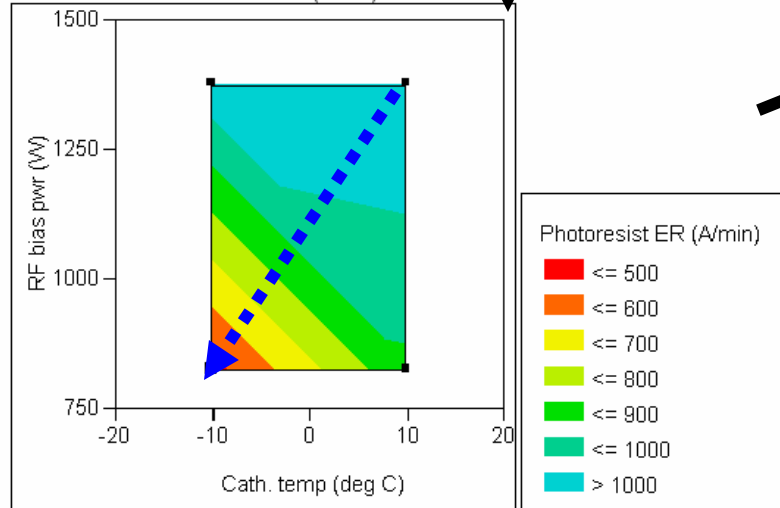 1500
1250
1000
750
RF bias pwr (W)
-20 -10 0 10 20
Cath. temp (deg C)
Photoresist ER (A/min)
<= 500
<= 600
<= 700
<= 800
<= 900
<= 1000
> 1000